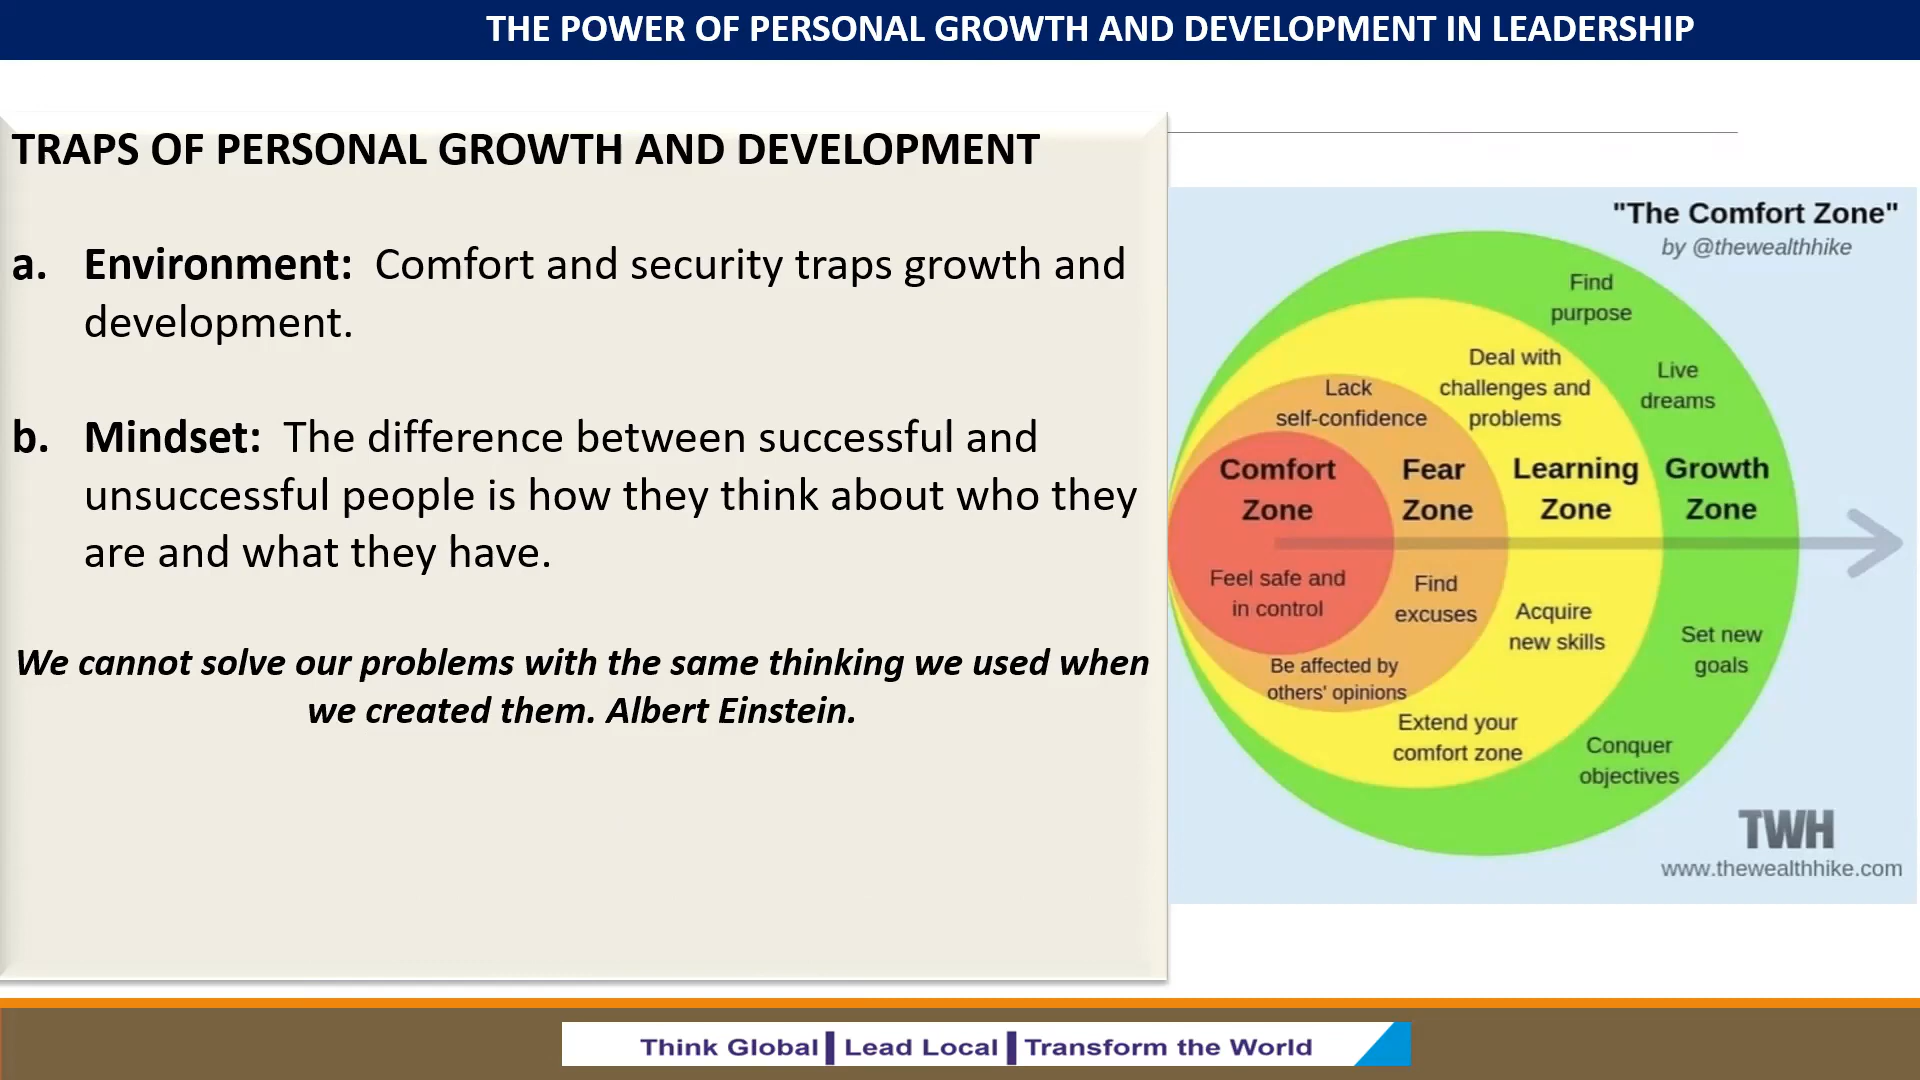 THE POWER OF PERSONAL GROWTH AND DEVELOPMENT IN LEADERSHIP
TRAPS OF PERSONAL GROWTH AND DEVELOPMENT
a. Environment: Comfort and security traps growth and
development.
b. Mindset: The difference between successful and
unsuccessful people is how they think about who they
are and what they have.
We cannot solve our problems with the same thinking we used when
we created them. Albert Einstein.
"The Comfort Zone"
by @thewealthhike
Comfort
Zone
Feel safe and
in control
Lack
self-confidence
Fear
Zone
Find
excuses
Be affected by
others' opinions
Deal with
challenges and
problems
Learning
Zone
Acquire
new skills
Extend your
comfort zone
Find
purpose
Live
dreams
Growth
Zone
Set new
goals
Conquer
objectives
TWH
www.thewealthhike.com
Think Global Lead Local Transform the World